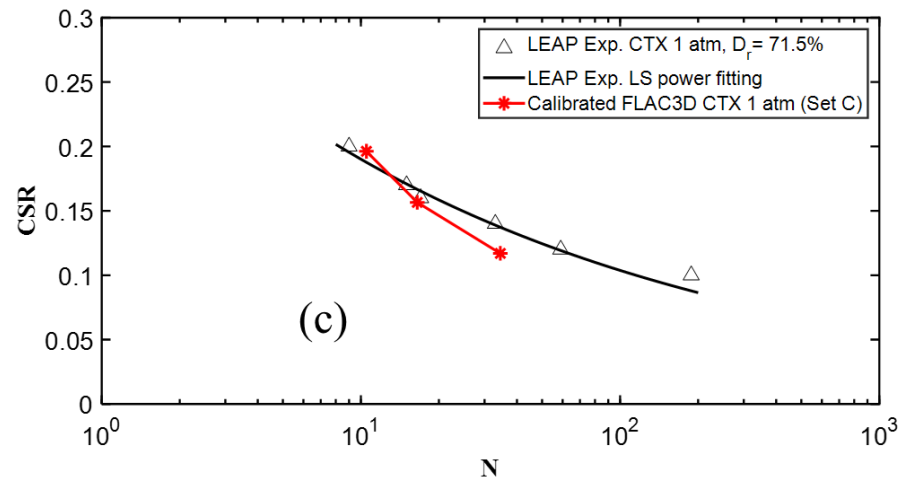 0.3
0.25
0.2
0.15
0.1
0.05
0
CSR
LEAP Exp. CTX 1 atm, D_r = 71.5%
LEAP Exp. LS power fitting
Calibrated FLAC3D CTX 1 atm (Set C)
(c)
10^0
10^1
10^2
10^3
N